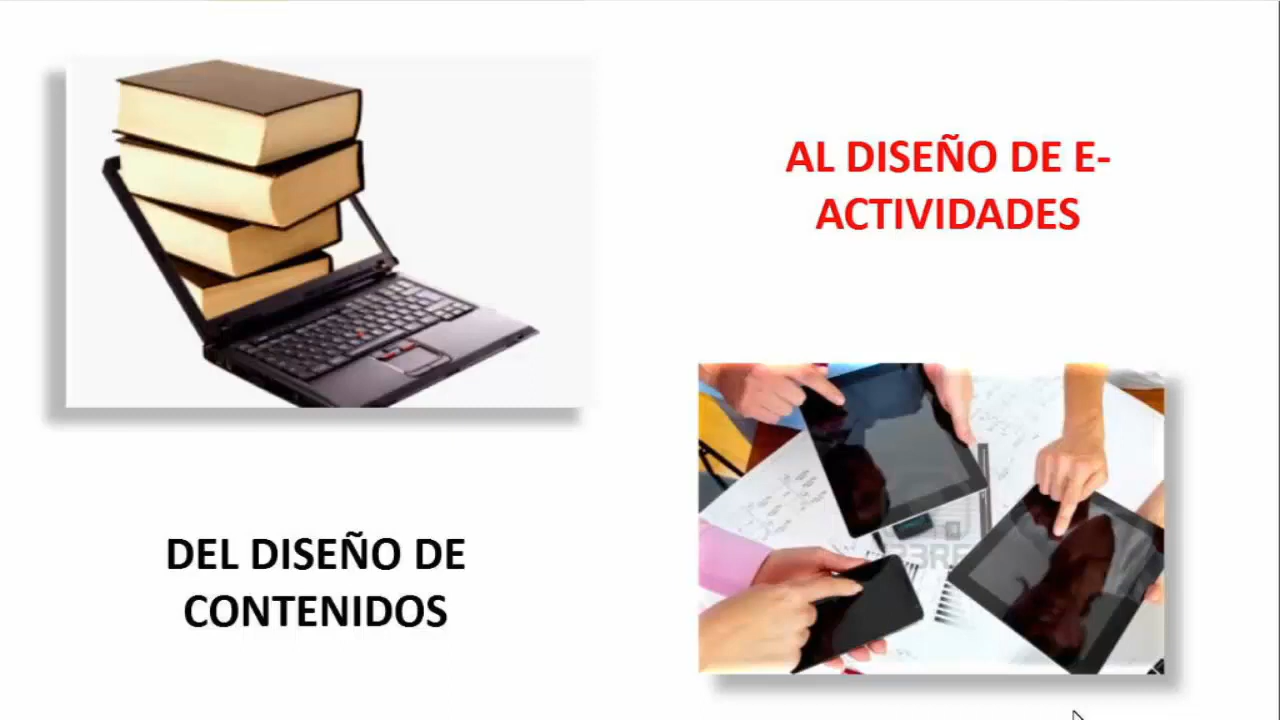 DEL DISEÑO DE
CONTENIDOS
AL DISEÑO DE E-
ACTIVIDADES